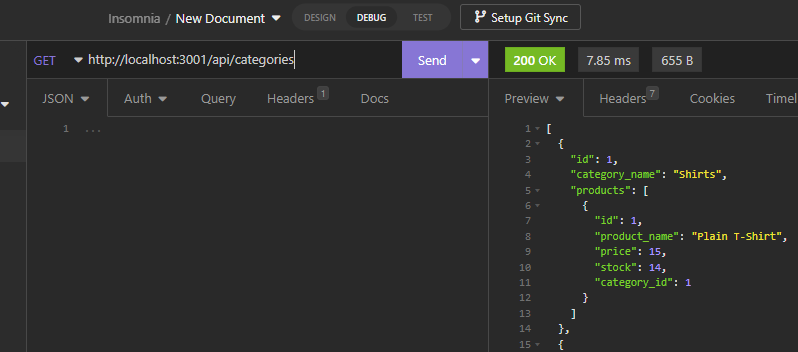 Insomnia / New Document DESIGN DEBUG TEST Setup Git Sync
GET http://localhost:3001/api/categories Send 200 OK 7.85 ms 655 B
JSON Auth Query Headers 1 Docs Preview Headers 7 Cookies Timel
1 ...
1 [
2 {
3 "id": 1,
4 "category_name": "Shirts",
5 "products": [
6 {
7 "id": 1,
8 "product_name": "Plain T-Shirt",
9 "price": 15,
10 "stock": 14,
11 "category_id": 1
12 }
13 ]
14 },
15 {